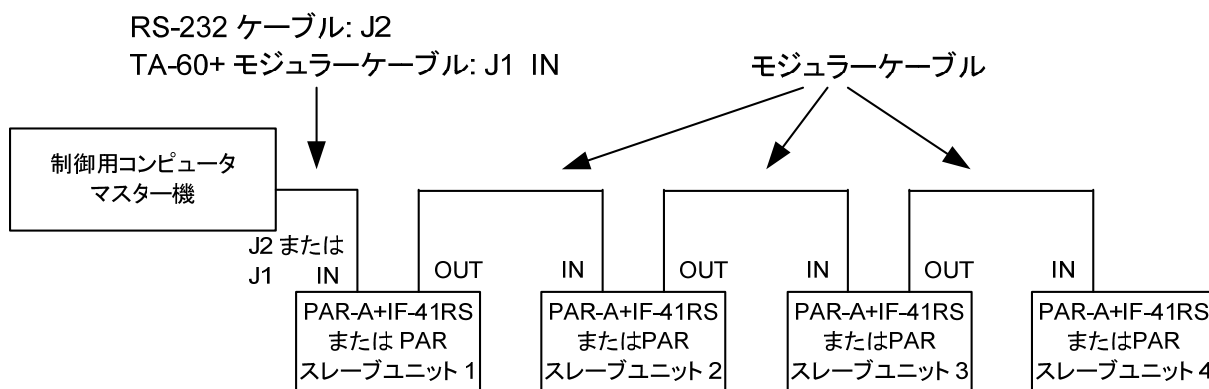 RS-232 ケーブル: J2
TA-60+ モジュラーケーブル: J1 IN
モジュラーケーブル
制御用コンピュータ
マスター機
J2 または
J1 IN
OUT
IN
OUT
IN
OUT
IN
PAR-A+IF-41RS
または PAR
スレーブユニット 1
PAR-A+IF-41RS
またはPAR
スレーブユニット 2
PAR-A+IF-41RS
またはPAR
スレーブユニット 3
PAR-A+IF-41RS
またはPAR
スレーブユニット 4